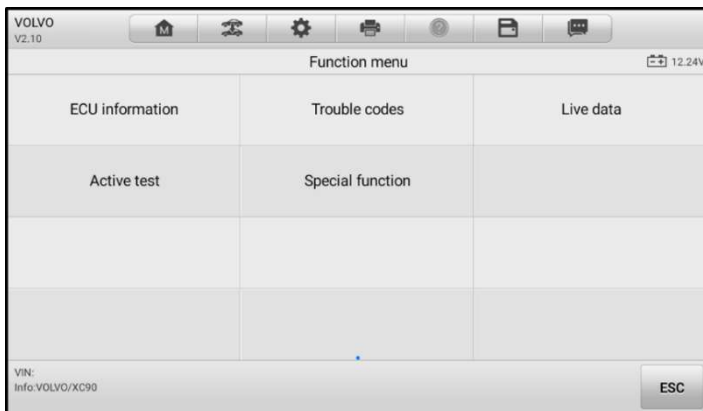 VOLVO
V2.10
M
Function menu
12.24V
ECU information
Trouble codes
Live data
Active test
Special function
VIN:
Info:VOLVO/XC90
ESC